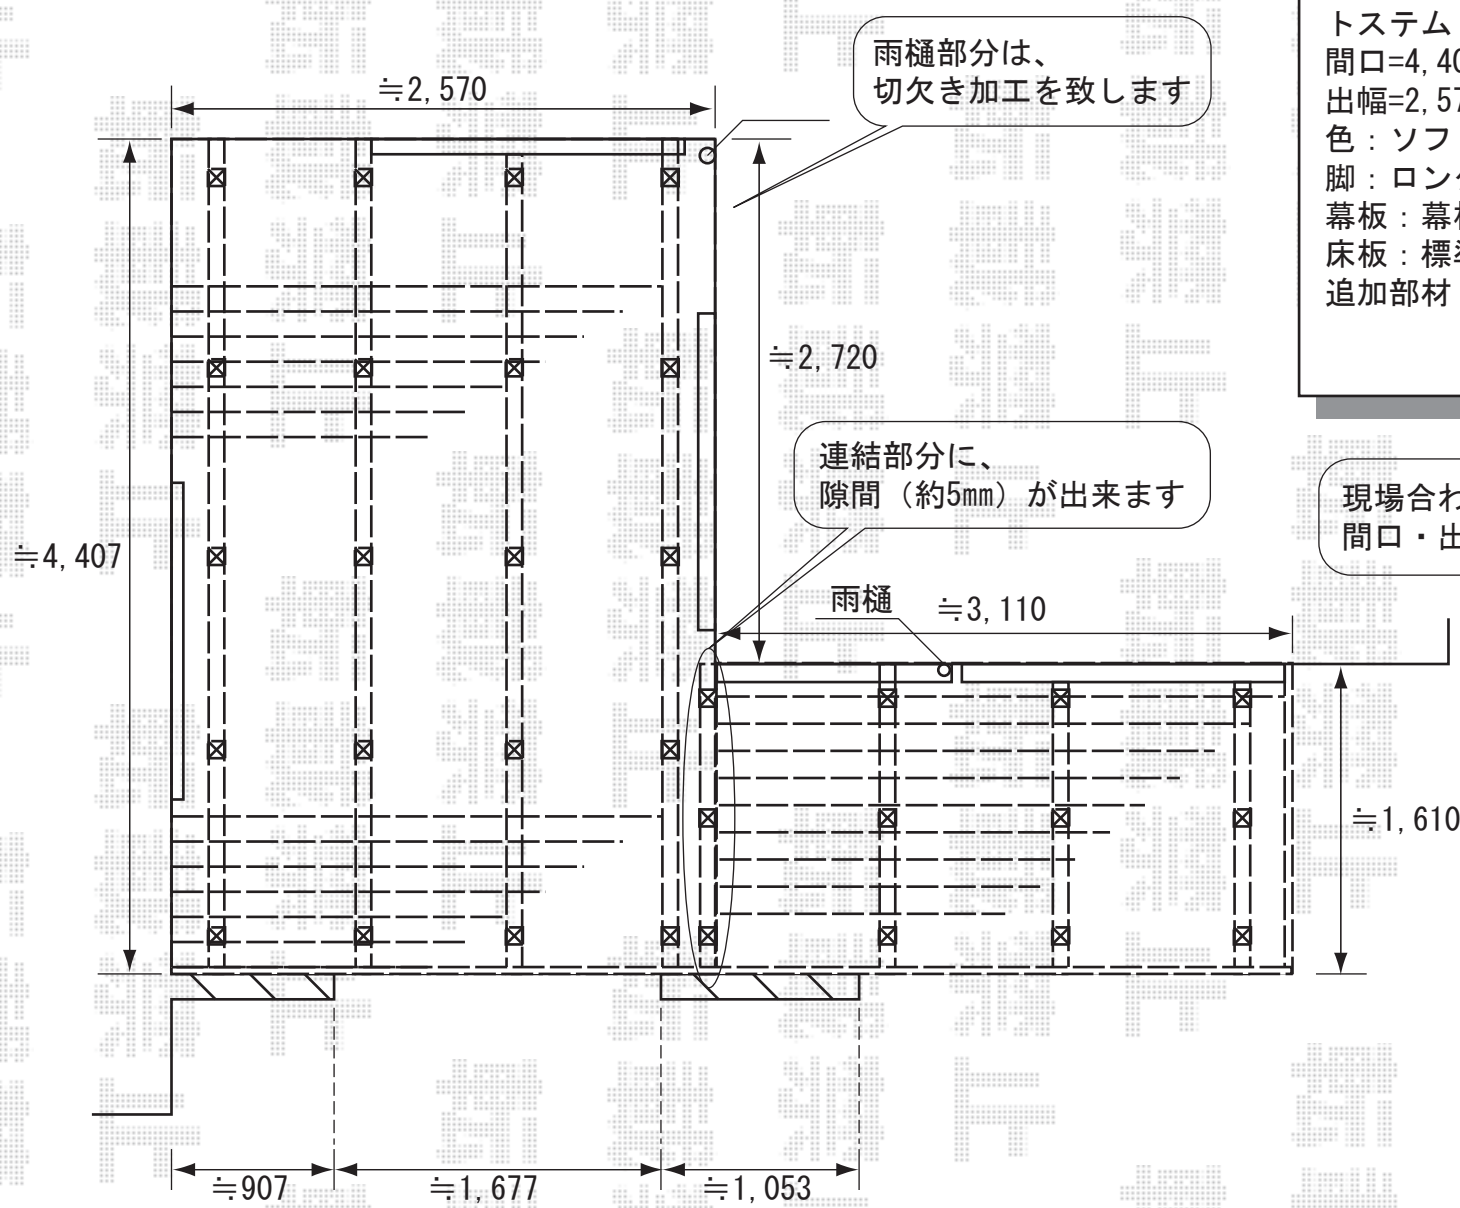 トステム
間口=4,40
出幅=2,57
色：ソフ
脚：ロン
幕板：幕
床板：標
追加部材
雨樋部分は、
切欠き加工を致します
≒2,570
≒2,720
連結部分に、
隙間（約5㎜）が出来ます
現場合わ
間口・出
≒4,407
雨樋
≒3,110
≒1,610
≒907
≒1,677
≒1,053